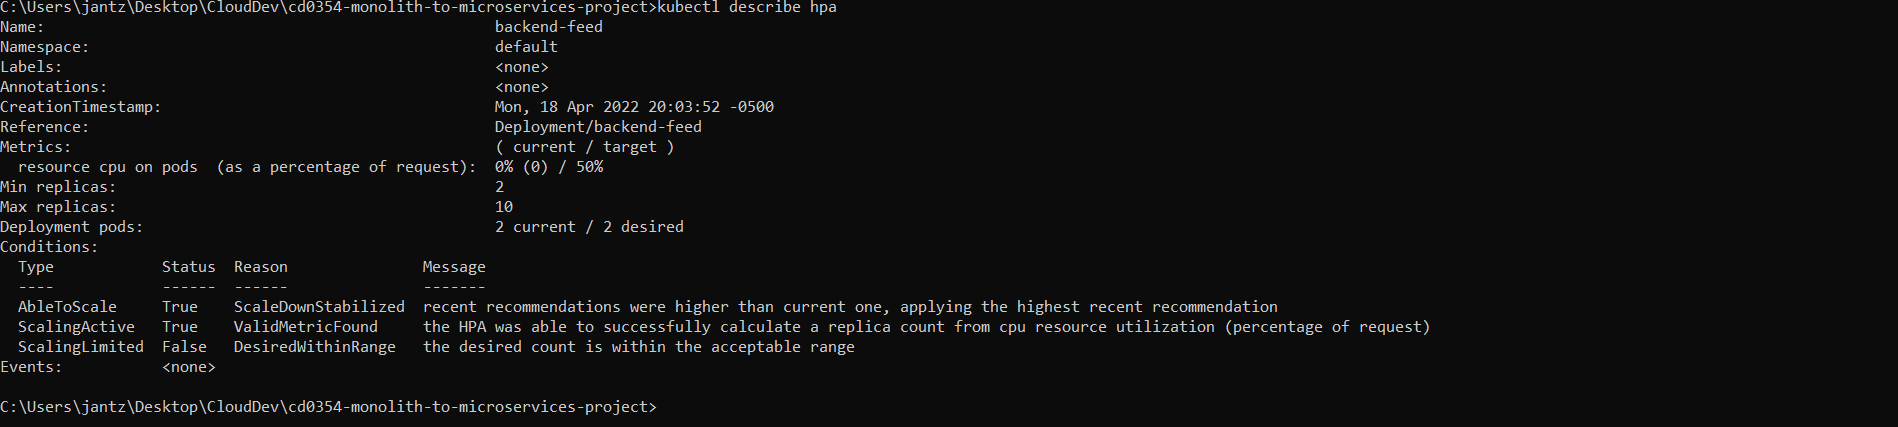 C:\Users\jantz\Desktop\CloudDev\cd0354-monolith-to-microservices-project>kubectl describe hpa
Name:                                                  backend-feed
Namespace:                                             default
Labels:                                                <none>
Annotations:                                           <none>
CreationTimestamp:                                     Mon, 18 Apr 2022 20:03:52 -0500
Reference:                                             Deployment/backend-feed
Metrics:                                               ( current / target )
  resource cpu on pods  (as a percentage of request):  0% (0) / 50%
Min replicas:                                          2
Max replicas:                                          10
Deployment pods:                                       2 current / 2 desired
Conditions:
  Type            Status  Reason               Message
  ----            ------  ------               -------
  AbleToScale     True    ScaleDownStabilized  recent recommendations were higher than current one, applying the highest recent recommendation
  ScalingActive   True    ValidMetricFound     the HPA was able to successfully calculate a replica count from cpu resource utilization (percentage of request)
  ScalingLimited  False   DesiredWithinRange   the desired count is within the acceptable range
Events:           <none>
C:\Users\jantz\Desktop\CloudDev\cd0354-monolith-to-microservices-project>